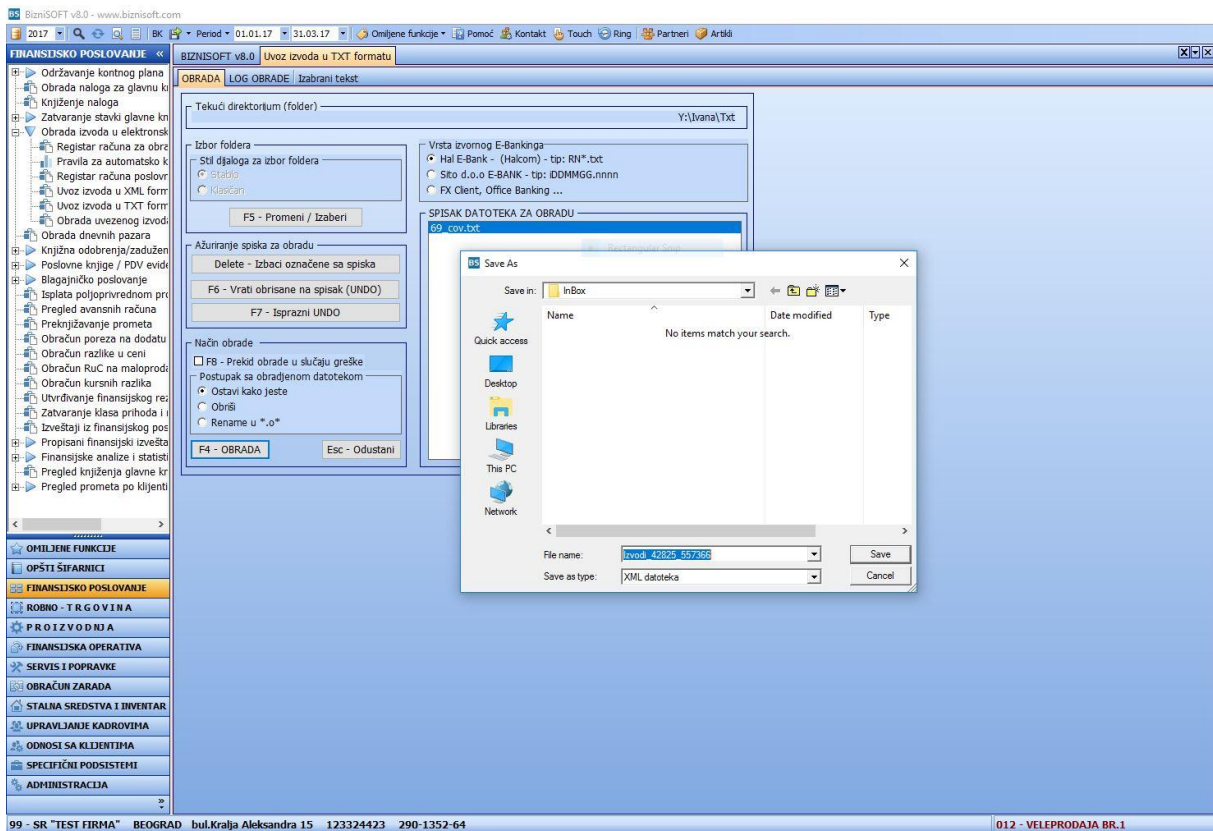 BizniSOFT v8.0 - www.biznisoft.com
2017 BK Period 01.01.17 31.03.17 Omiljene funkcije Pomoć Kontakt Touch Ring Partneri Artikli
FINANSIJSKO POSLOVANJE «
BIZNISOFT v8.0 Uvoz izvoda u TXT formatu
OBRADA LOG OBRADE Izabrani tekst
Održavanje kontnog plana
Obrada naloga za glavnu kn
Knjiženje naloga
Zatvaranje stavki glavne kn
Obrada izvoda u elektronsk
Registar računa za obra
Pravila za automatsko k
Registar računa poslovr
Uvoz izvoda u XML form
Uvoz izvoda u TXT form
Obrada uvezenog izvoda
Obrada dnevnih pazara
Knjižna odobrenja/zadužen
Poslovne knjige / PDV evide
Blagajničko poslovanje
Isplata poljoprivrednom pro
Pregled avansnih računa
Preknjižavanje prometa
Obračun poreza na dodatu
Obračun razlike u ceni
Obračun RuC na maloproda
Obračun kursnih razlika
Utvrđivanje finansijskog rez
Zatvaranje klasa prihoda i r
Izveštaji iz finansijskog pos
Propisani finansijski izvešta
Finansijske analize i statisti
Pregled knjiženja glavne kr
Pregled prometa po klijenti
OMILJENE FUNKCIJE
OPŠTI ŠIFARNICI
FINANSIJSKO POSLOVANJE
ROBNO - T R G O V I N A
P R O I Z V O D NJ A
FINANSIJSKA OPERATIVA
SERVIS I POPRAVKE
OBRAČUN ZARADA
STALNA SREDSTVA I INVENTAR
UPRAVLJANJE KADROVIMA
ODNOSI SA KLIJENTIMA
SPECIFIČNI PODSISTEMI
ADMINISTRACIJA
Tekući direktorijum (folder)
Y:\Ivana\Txt
Izbor foldera
Stil dijaloga za izbor foldera
Stablo
Klasičan
F5 - Promeni / Izaberi
Ažuriranje spiska za obradu
Delete - Izbaci označene sa spiska
F6 - Vrati obrisane na spisak (UNDO)
F7 - Isprazni UNDO
Način obrade
F8 - Prekid obrade u slučaju greške
Postupak sa obradjenom datotekom
Ostavi kako jeste
Obriši
Rename u *.o*
F4 - OBRADA Esc - Odustani
Vrsta izvornog E-Bankinga
Hal E-Bank - (Halcom) - tip: RN*.txt
Sito d.o.o E-BANK - tip: iDDMMGG.nnnn
FX Client, Office Banking ...
SPISAK DATOTEKA ZA OBRADU
69_cov.txt
Rectangular Snip
Save As
Save in: InBox
Name Date modified Type
No items match your search.
Quick access
Desktop
Libraries
This PC
Network
File name: Izvodi_42825_557366 Save
Save as type: XML datoteka Cancel
99 - SR "TEST FIRMA" BEOGRAD bul.Kralja Aleksandra 15 123324423 290-1352-64 012 - VELEPRODAJA BR.1